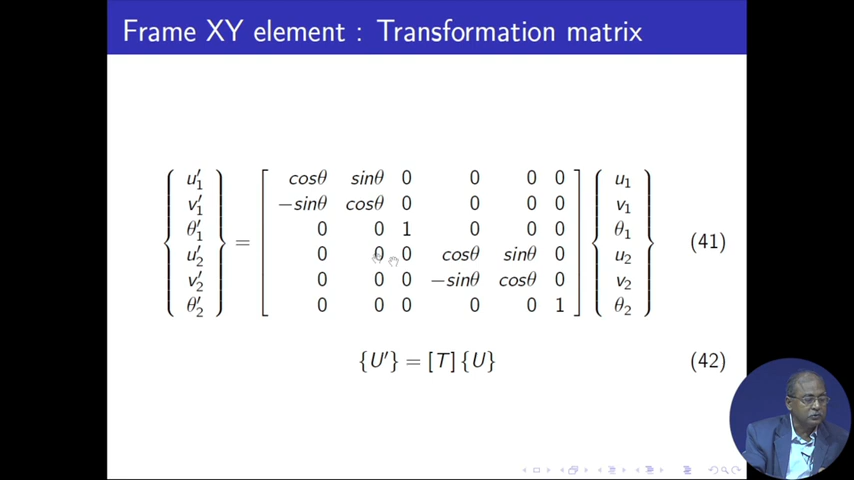 Frame XY element : Transformation matrix
u′1 cosθ sinθ 0 0 0 0 u1
v′1 −sinθ cosθ 0 0 0 0 v1
θ′1 0 0 1 0 0 0 θ1
= (41)
u′2 0 0 0 cosθ sinθ 0 u2
v′2 0 0 0 −sinθ cosθ 0 v2
θ′2 0 0 0 0 0 1 θ2
{U′} = [T] {U} (42)